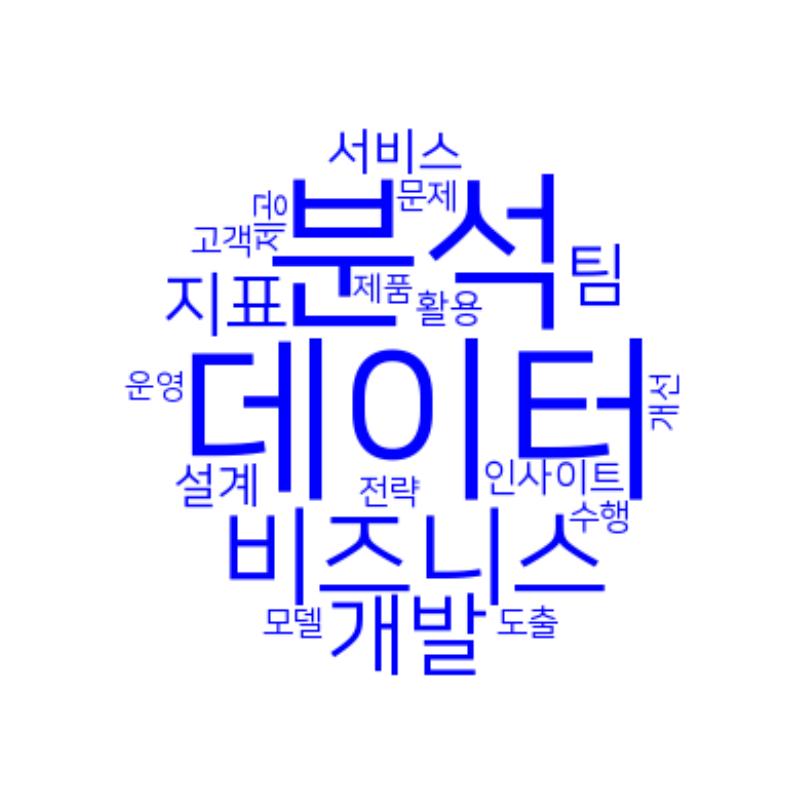 서비스
문제
제공
분석
고객
팀
제품
지표
활용
데이터
운영
개선
인사이트
설계
전략
수행
비즈니스
개발
모델
도출